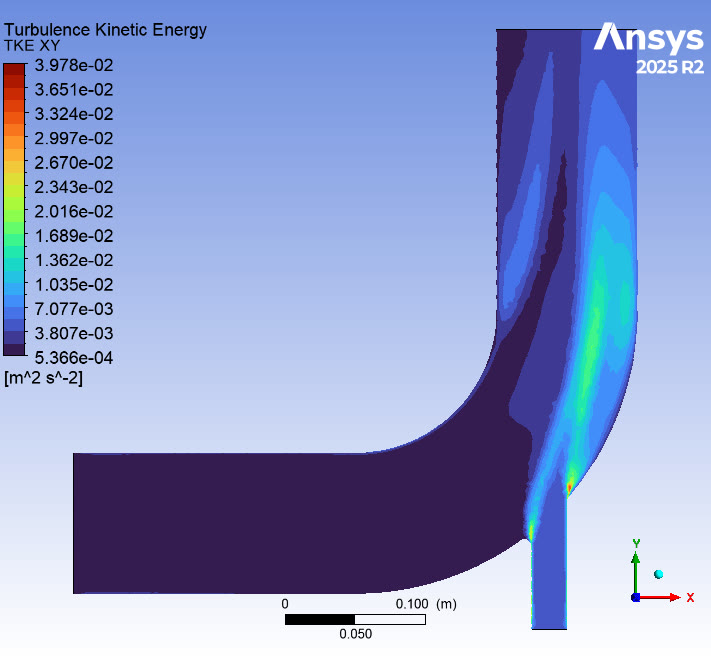 Turbulence Kinetic Energy
TKE XY
3.978e-02
3.651e-02
3.324e-02
2.997e-02
2.670e-02
2.343e-02
2.016e-02
1.689e-02
1.362e-02
1.035e-02
7.077e-03
3.807e-03
5.366e-04
[m^2 s^-2]
Ansys
2025 R2
0 0.100 (m)
0.050
Y
X